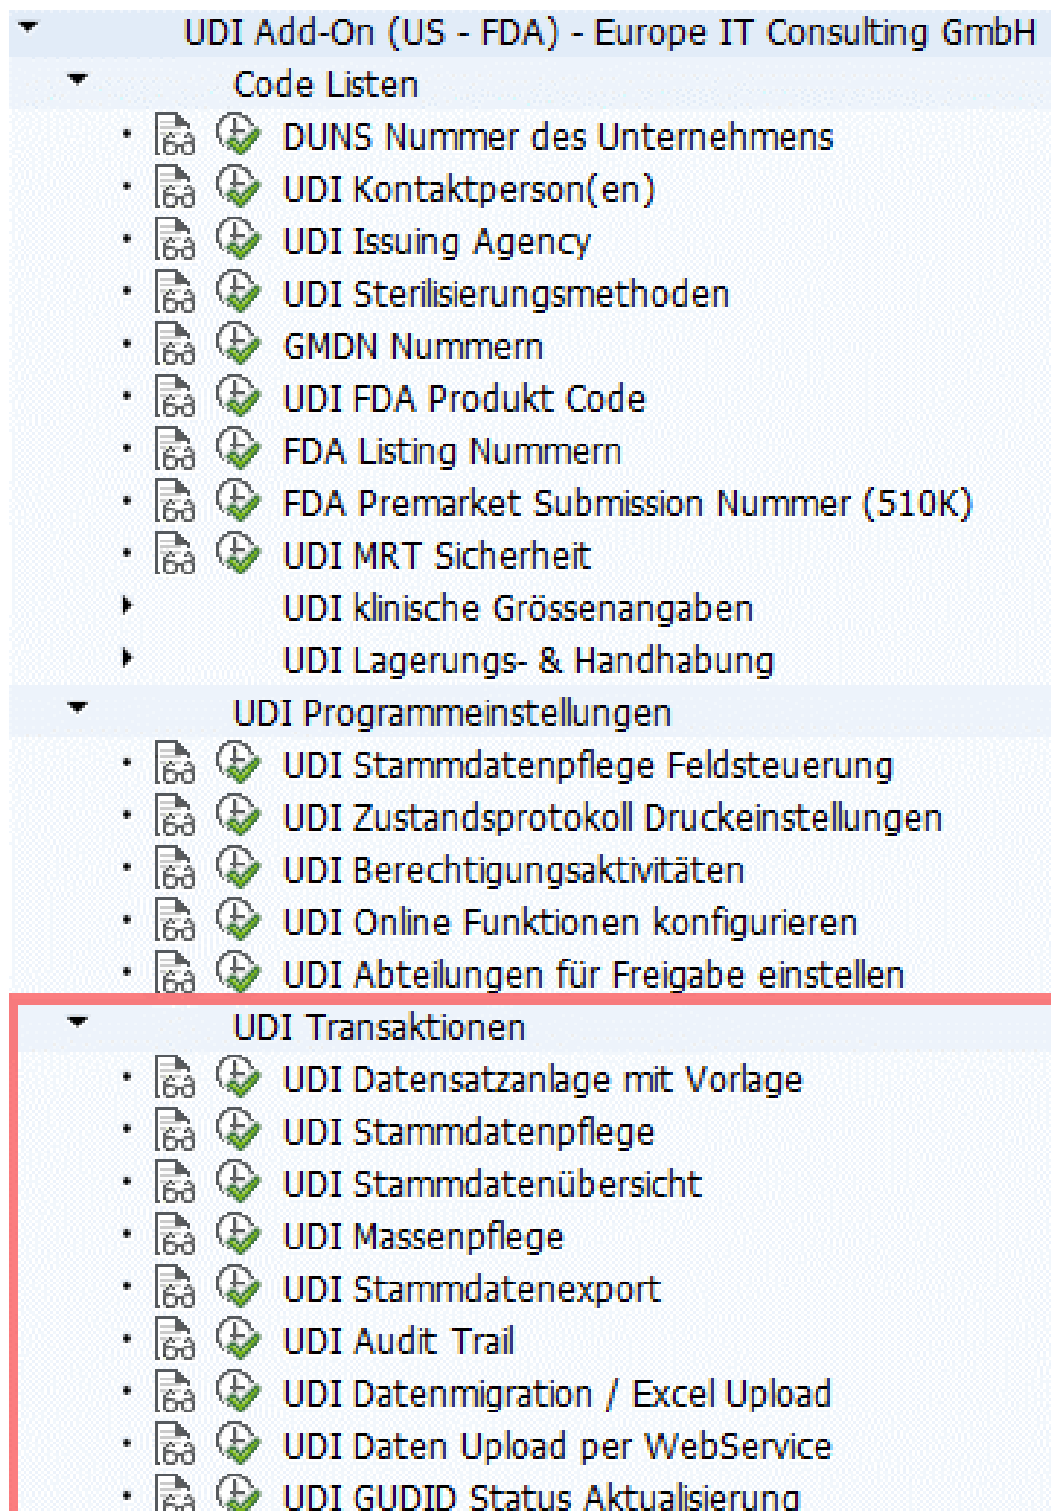 UDI Add-On (US - FDA) - Europe IT Consulting GmbH
Code Listen
DUNS Nummer des Unternehmens
UDI Kontaktperson(en)
UDI Issuing Agency
UDI Sterilisierungsmethoden
GMDN Nummern
UDI FDA Produkt Code
FDA Listing Nummern
FDA Premarket Submission Nummer (510K)
UDI MRT Sicherheit
UDI klinische Grössenangaben
UDI Lagerungs- & Handhabung
UDI Programmeinstellungen
UDI Stammdatenpflege Feldsteuerung
UDI Zustandsprotokoll Druckeinstellungen
UDI Berechtigungsaktivitäten
UDI Online Funktionen konfigurieren
UDI Abteilungen für Freigabe einstellen
UDI Transaktionen
UDI Datensatzanlage mit Vorlage
UDI Stammdatenpflege
UDI Stammdatenübersicht
UDI Massenpflege
UDI Stammdatenexport
UDI Audit Trail
UDI Datenmigration / Excel Upload
UDI Daten Upload per WebService
UDI GUDID Status Aktualisierung